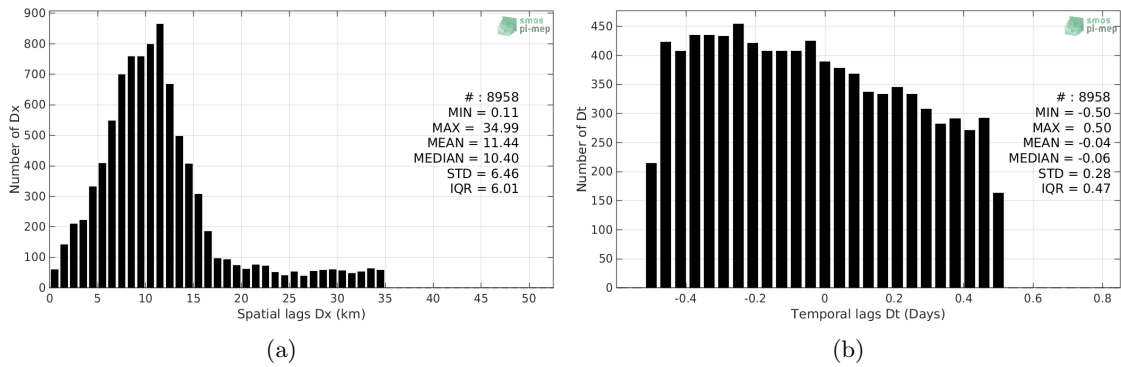 900
800
700
600
500
400
300
200
100
0
Number of Dx
smos
pi-mep
# : 8958
MIN = 0.11
MAX = 34.99
MEAN = 11.44
MEDIAN = 10.40
STD = 6.46
IQR = 6.01
0 5 10 15 20 25 30 35 40 45 50
Spatial lags Dx (km)
(a)
450
400
350
300
250
200
150
100
50
0
Number of Dt
smos
pi-mep
# : 8958
MIN = -0.50
MAX = 0.50
MEAN = -0.04
MEDIAN = -0.06
STD = 0.28
IQR = 0.47
-0.4 -0.2 0 0.2 0.4 0.6 0.8
Temporal lags Dt (Days)
(b)